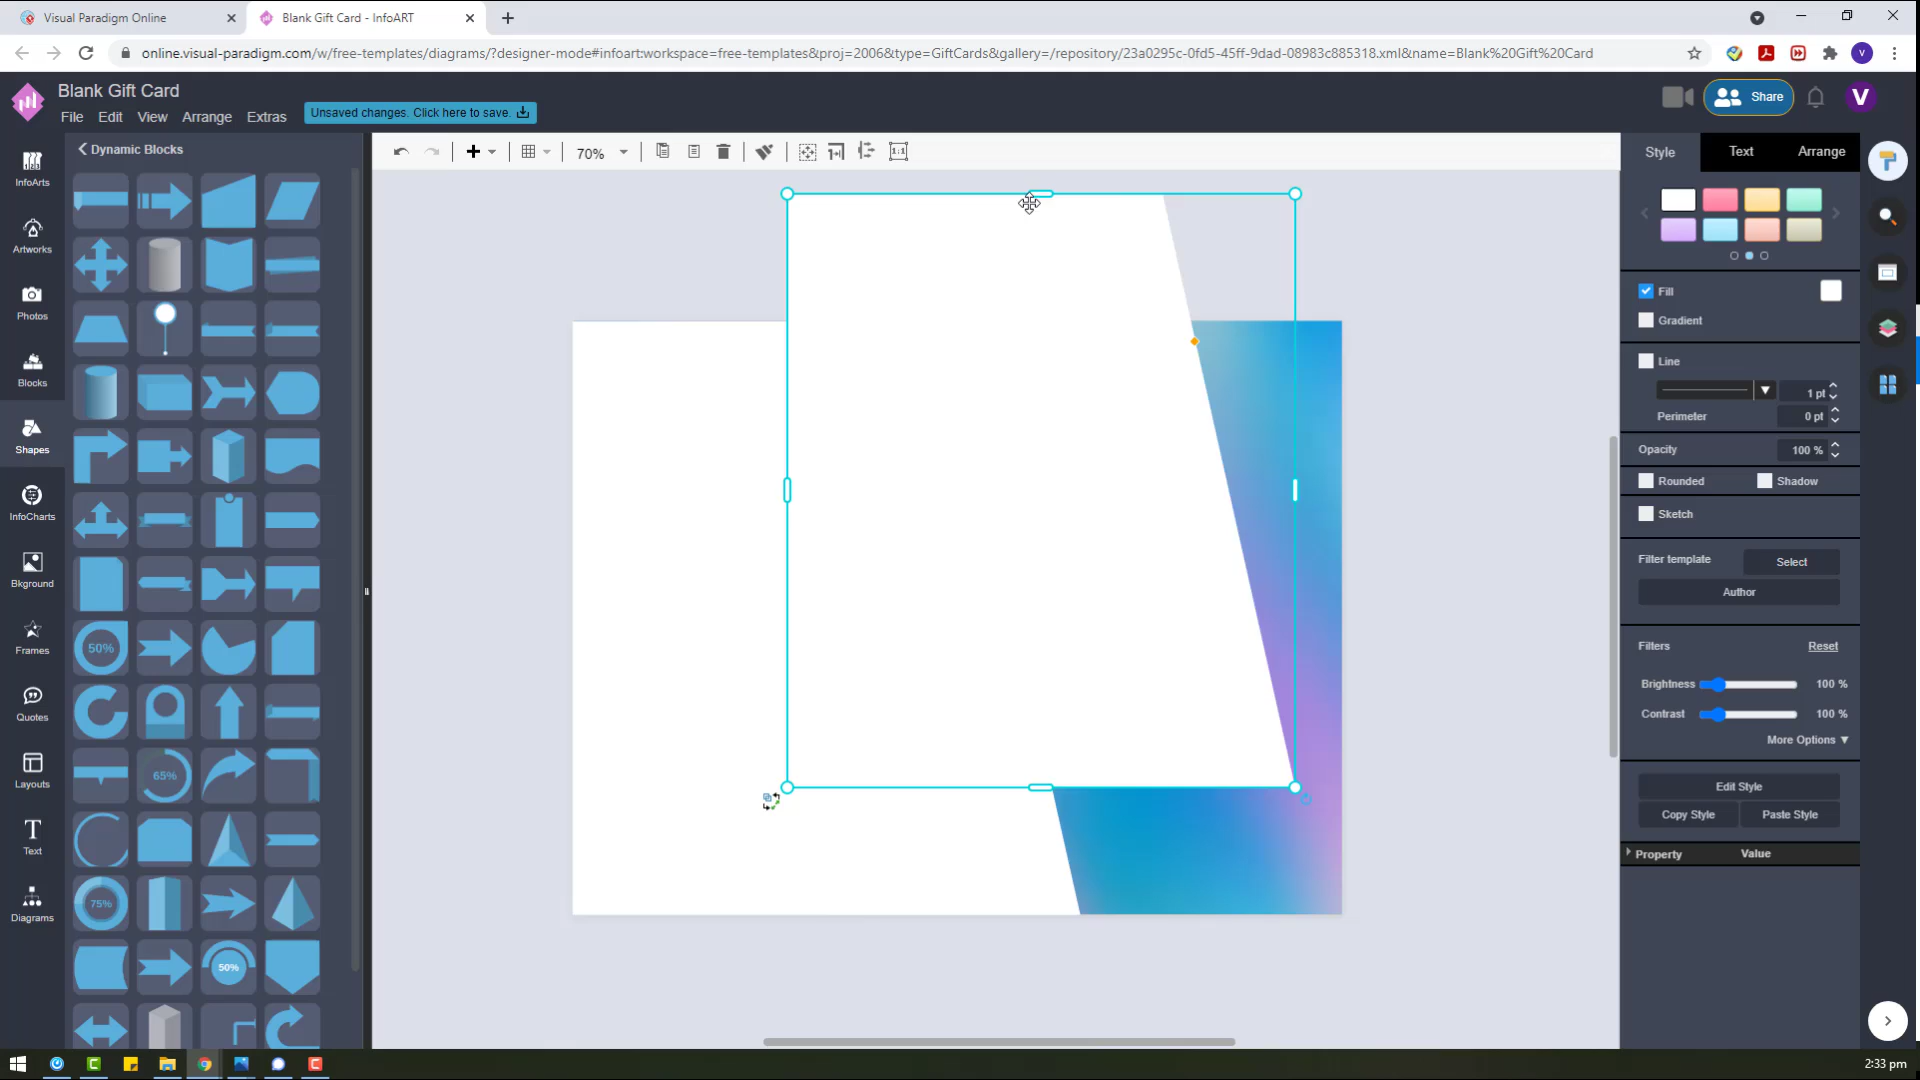 Visual Paradigm Online
Blank Gift Card - InfoART
online.visual-paradigm.com/w/free-templates/diagrams/?designer-mode#infoart:workspace=free-templates&proj=2006&type=GiftCards&gallery=/repository/23a0295c-0fd5-45ff-9dad-08983c885318.xml&name=Blank%20Gift%20Card
V
Blank Gift Card
File Edit View Arrange Extras
Unsaved changes. Click here to save.
Share
V
InfoArts
Artworks
Photos
Blocks
Shapes
InfoCharts
Bkground
Frames
Quotes
Layouts
Text
Diagrams
Dynamic Blocks
50%
65%
75%
50%
70%
1:1
Style Text Arrange
Fill
Gradient
Line
1 pt
Perimeter 0 pt
Opacity 100 %
Rounded Shadow
Sketch
Filter template Select
Author
Filters Reset
Brightness 100 %
Contrast 100 %
More Options ▼
Edit Style
Copy Style Paste Style
Property Value
2:33 pm